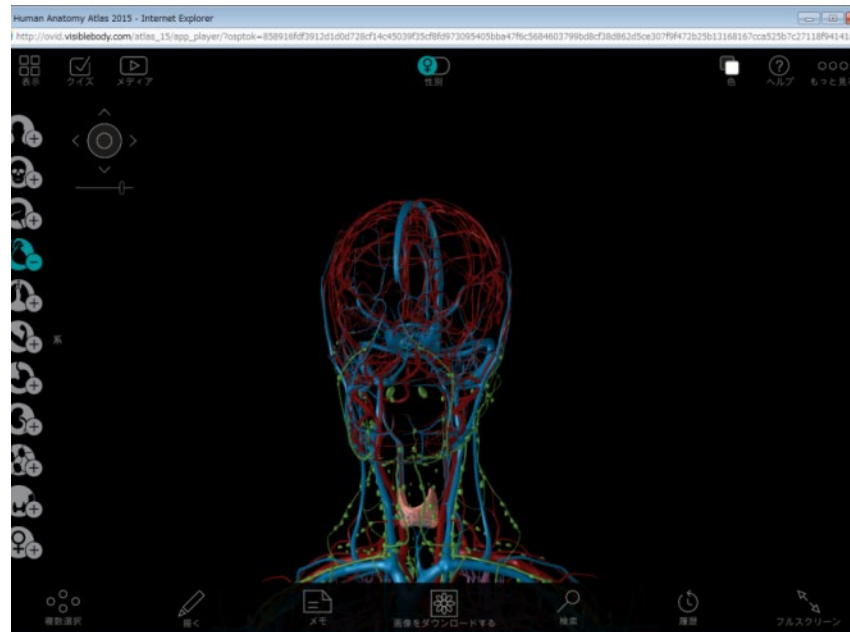 Human Anatomy Atlas 2015 - Internet Explorer
表示
クイズ
メディア
性別
色
ヘルプ
もっと見
系
複数選択
描く
メモ
画像をダウンロードする
検索
履歴
フルスクリーン